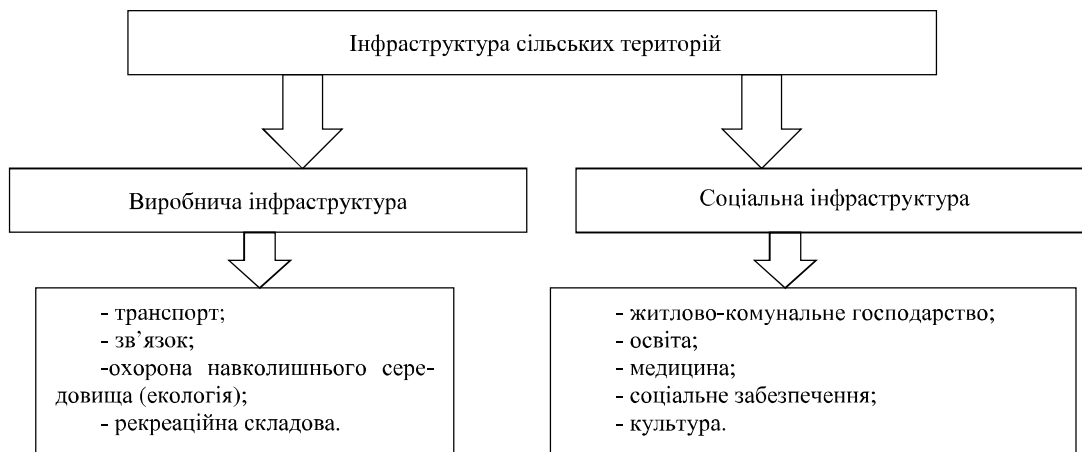 Інфраструктура сільських територій
Виробнича інфраструктура
Соціальна інфраструктура
- транспорт;
- зв’язок;
-охорона навколишнього сере-
довища (екологія);
- рекреаційна складова.
- житлово-комунальне господарство;
- освіта;
- медицина;
- соціальне забезпечення;
- культура.